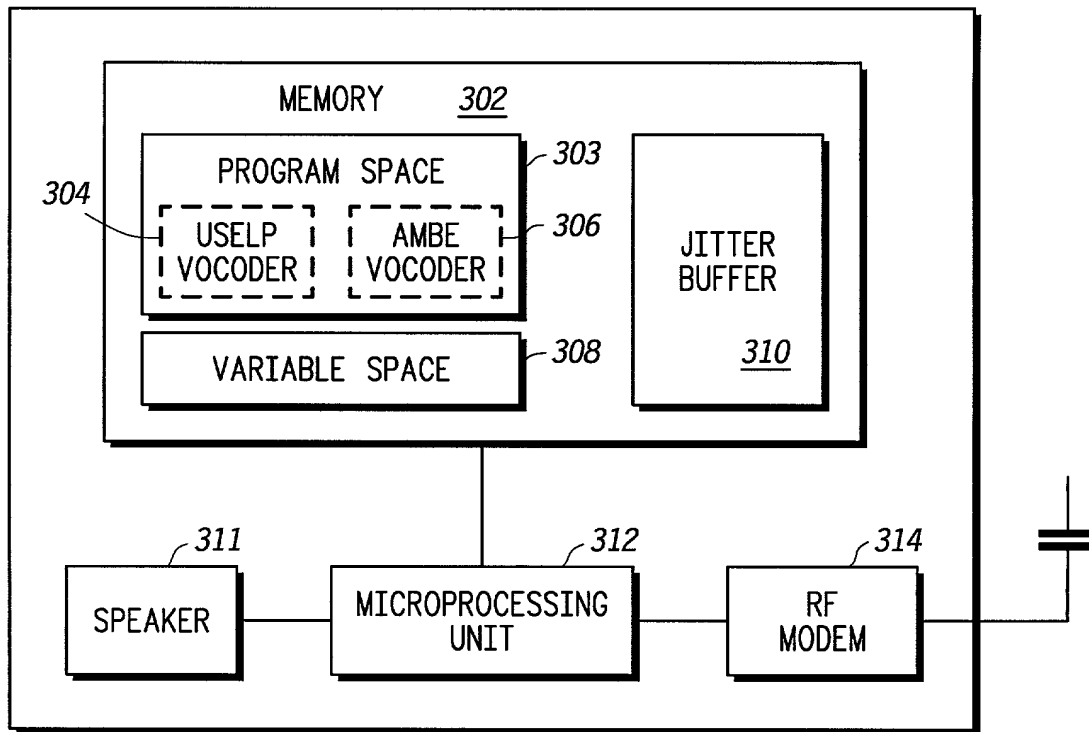 MEMORY 302
PROGRAM SPACE
303
304
USELP
VOCODER
AMBE
VOCODER
306
JITTER
BUFFER
310
VARIABLE SPACE
308
311
SPEAKER
312
MICROPROCESSING
UNIT
314
RF
MODEM